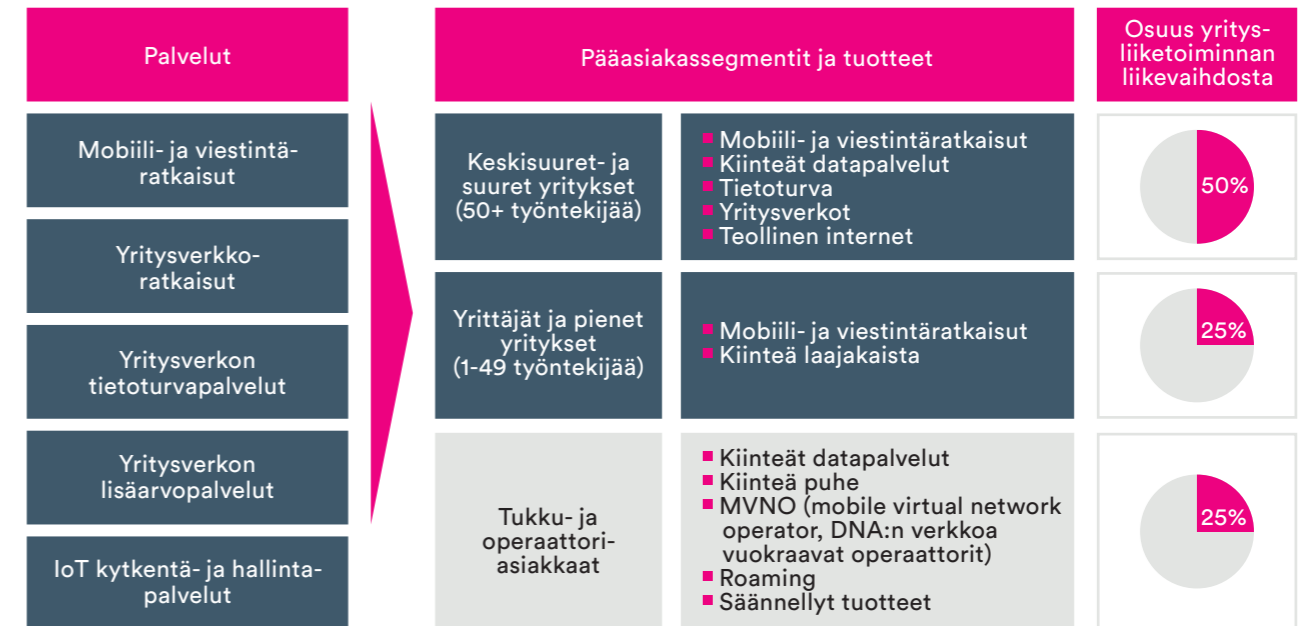 Palvelut
Mobiili- ja viestintä-
ratkaisut
Yritysverkko-
ratkaisut
Yritysverkon
tietoturvapalvelut
Yritysverkon
lisäarvopalvelut
IoT kytkentä- ja hallinta-
palvelut
Pääasiakassegmentit ja tuotteet
Osuus yritys-
liiketoiminnan
liikevaihdosta
Keskisuuret- ja
suuret yritykset
(50+ työntekijää)
Mobiili- ja viestintäratkaisut
Kiinteät datapalvelut
Tietoturva
Yritysverkot
Teollinen internet
50%
Yrittäjät ja pienet
yritykset
(1-49 työntekijää)
Mobiili- ja viestintäratkaisut
Kiinteä laajakaista
25%
Tukku- ja
operaattori-
asiakkaat
Kiinteät datapalvelut
Kiinteä puhe
MVNO (mobile virtual network
operator, DNA:n verkkoa
vuokraavat operaattorit)
Roaming
Säännellyt tuotteet
25%